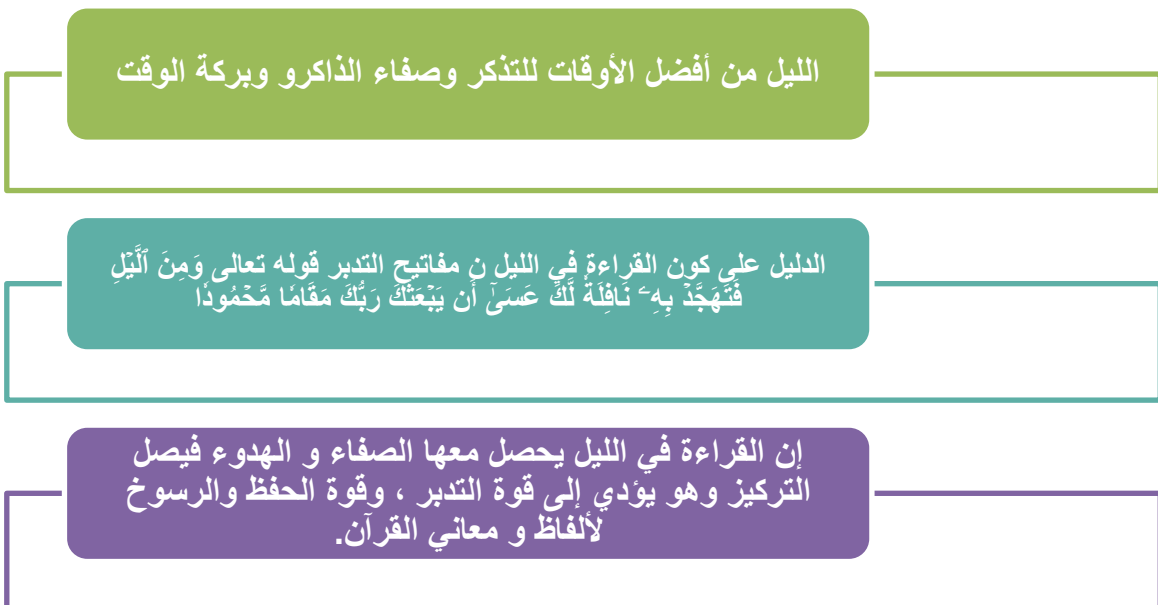 الليل من أفضل الأوقات للتذكر وصفاء الذاكرو وبركة الوقت
الدليل على كون القراءة في الليل ن مفاتيح التدبر قوله تعالى وَمِنَ ٱلَّيۡلِ
فَتَهَجَّدۡ بِهِۦ نَافِلَةٗ لَّكَ عَسَىٰٓ أَن يَبۡعَثَكَ رَبُّكَ مَقَامٗا مَّحۡمُودٗا
إن القراءة في الليل يحصل معها الصفاء و الهدوء فيصل
التركيز وهو يؤدي إلى قوة التدبر ، وقوة الحفظ والرسوخ
لألفاظ و معاني القرآن.